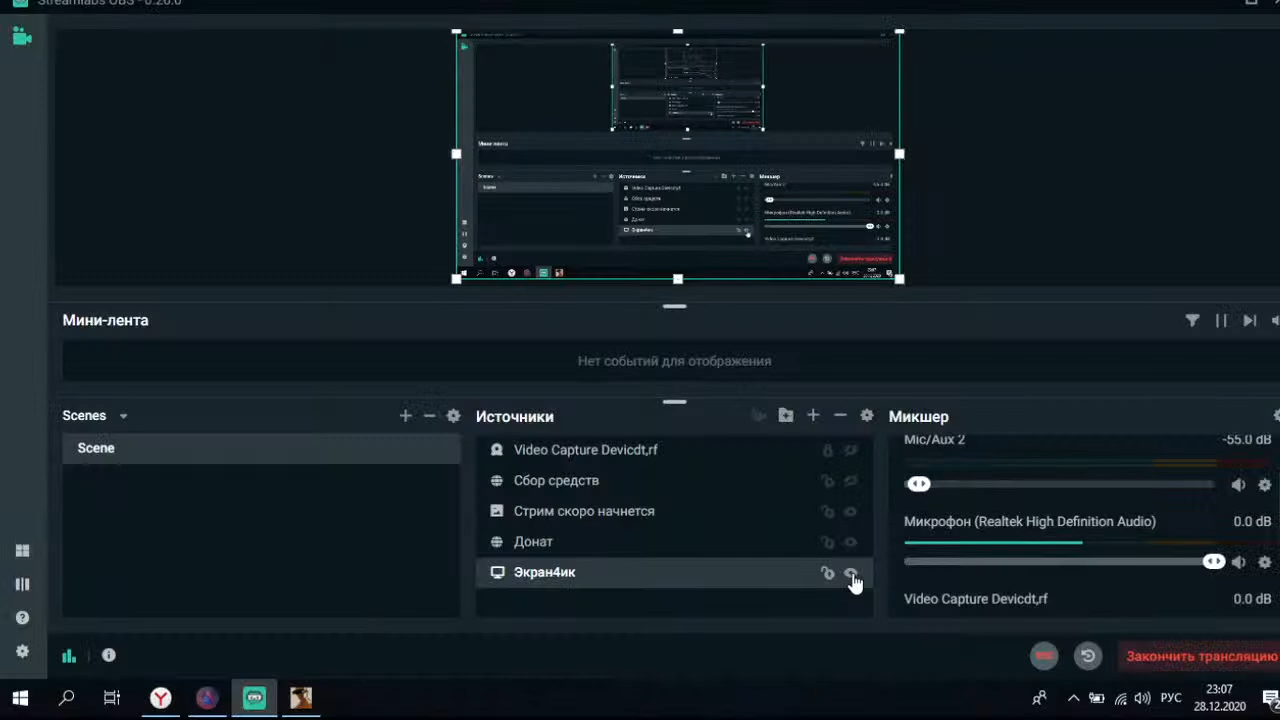 Streamlabs OBS - 0.26.0
Мини-лента
Нет событий для отображения
Scenes
Scene
Источники
Video Capture Devicdt,rf
Сбор средств
Стрим скоро начнется
Донат
Экран4ик
Микшер
Mic/Aux 2
-55.0 dB
Микрофон (Realtek High Definition Audio)
0.0 dB
Video Capture Devicdt,rf
0.0 dB
Закончить трансляцию
РУС
23:07
28.12.2020